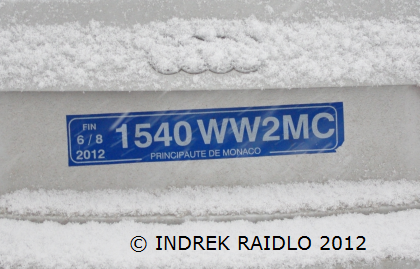 FIN
6/8
2012
1540 WW2MC
PRINCIPAUTE DE MONACO
© INDREK RAIDLO 2012